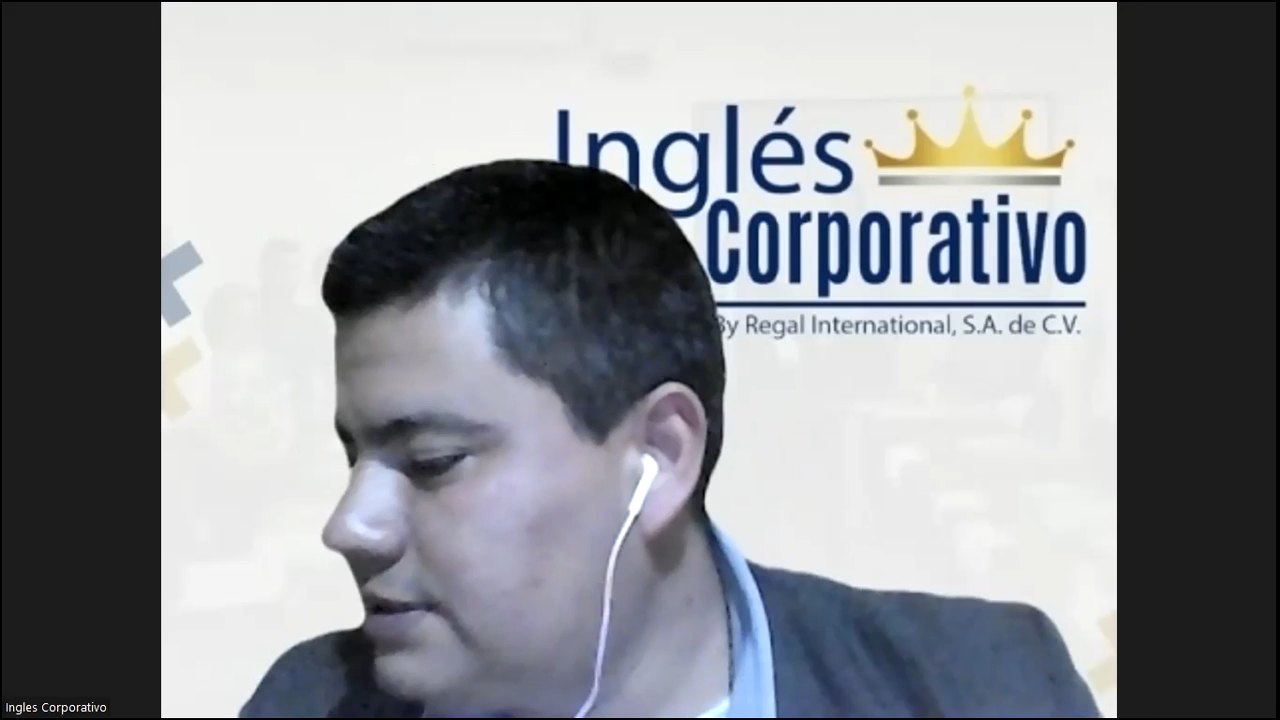 Inglés
Corporativo
By Regal International, S.A. de C.V.
Ingles Corporativo